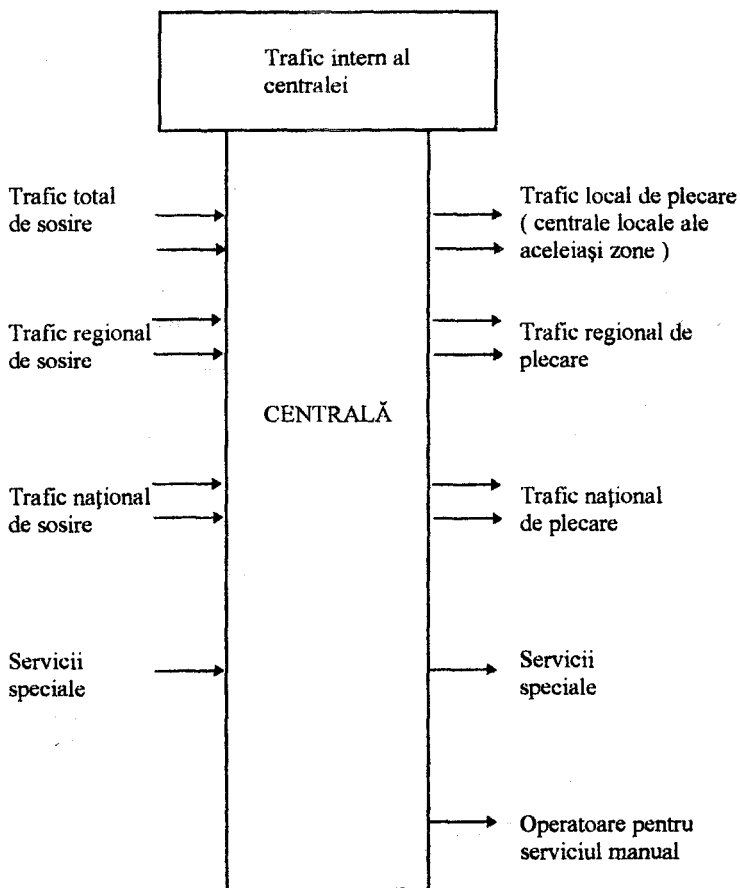 Trafic intern al
centralei
Trafic total
de sosire
Trafic local de plecare
( centrale locale ale
aceleiaşi zone )
Trafic regional
de sosire
Trafic regional de
plecare
CENTRALĂ
Trafic naţional
de sosire
Trafic naţional
de plecare
Servicii
speciale
Servicii
speciale
Operatoare pentru
serviciul manual